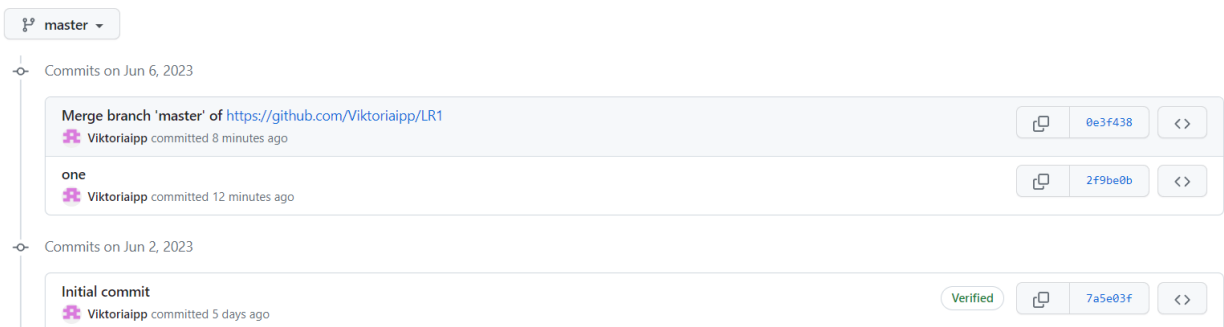 master
Commits on Jun 6, 2023
Merge branch 'master' of https://github.com/Viktoriaipp/LR1
0e3f438
Viktoriaipp committed 8 minutes ago
one
2f9be0b
Viktoriaipp committed 12 minutes ago
Commits on Jun 2, 2023
Initial commit
Verified
7a5e03f
Viktoriaipp committed 5 days ago